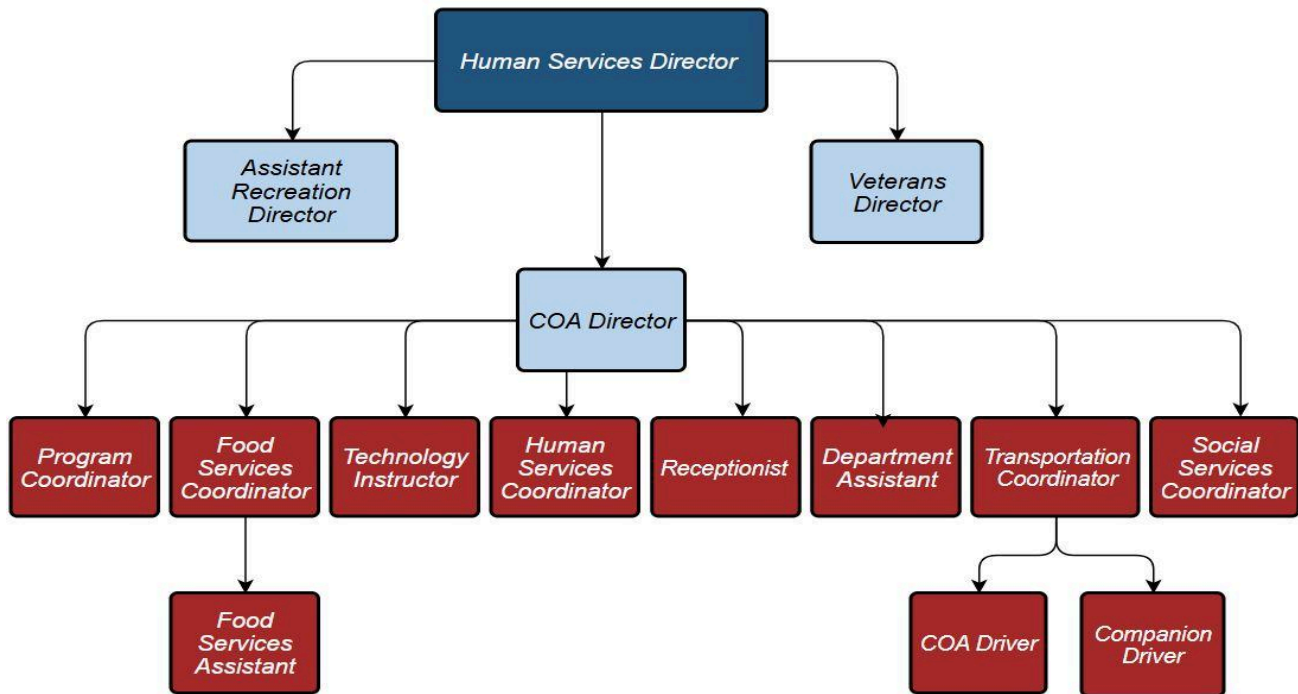 Human Services Director
Assistant
Recreation
Director
Veterans
Director
COA Director
Program
Coordinator
Food
Services
Coordinator
Technology
Instructor
Human
Services
Coordinator
Receptionist
Department
Assistant
Transportation
Coordinator
Social
Services
Coordinator
Food
Services
Assistant
COA Driver
Companion
Driver